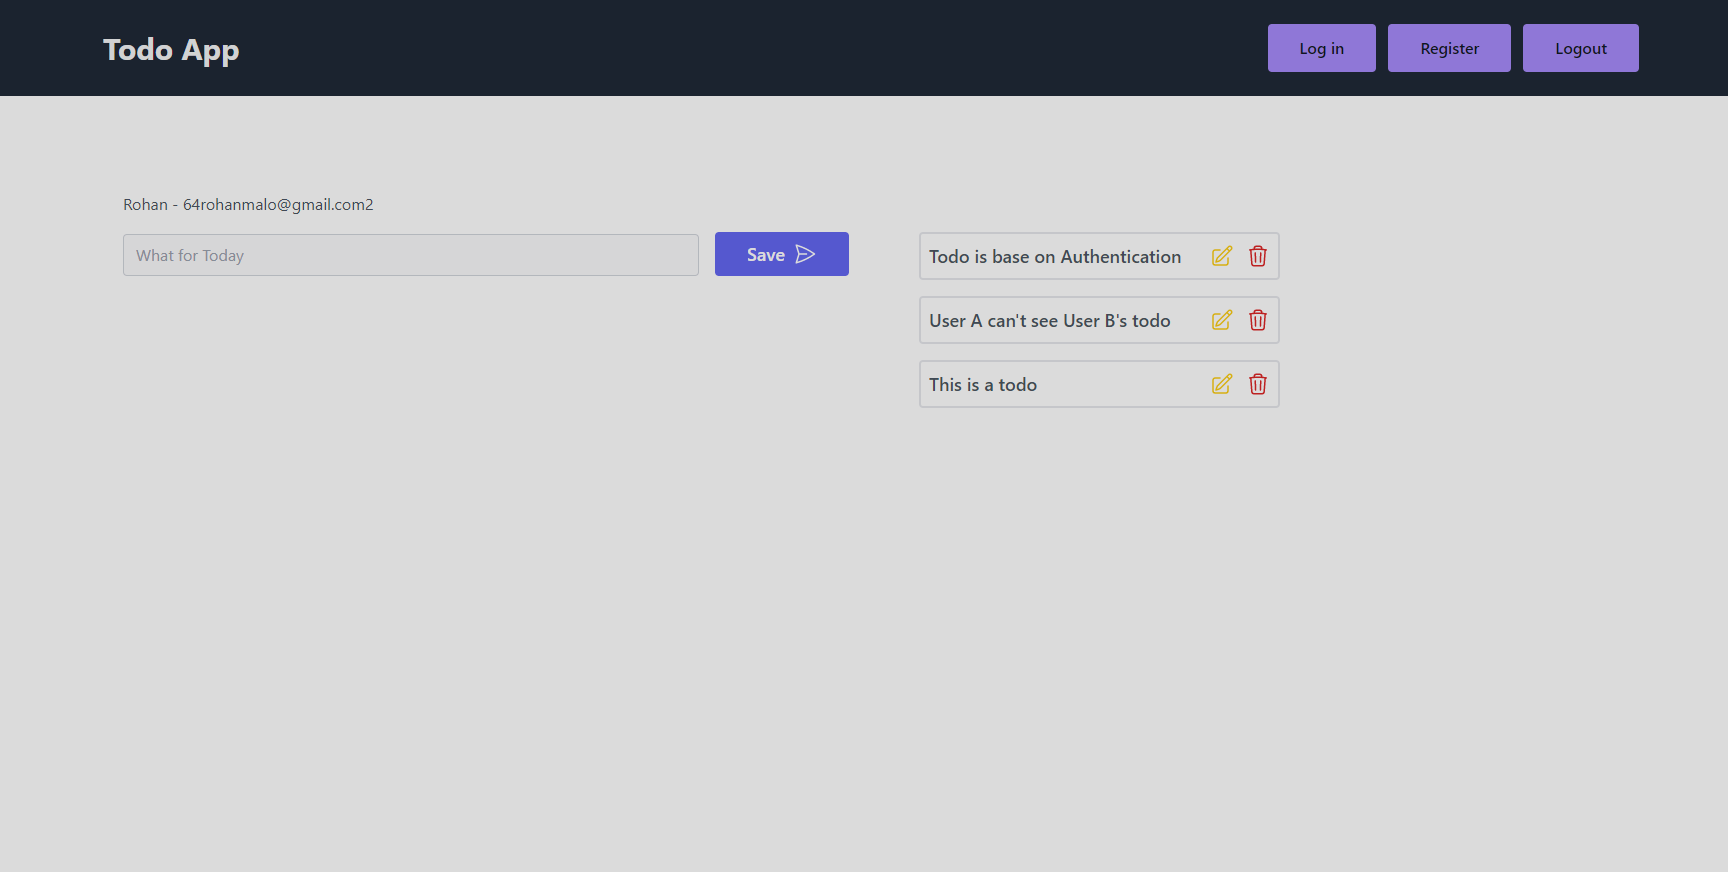 Todo App
Log in
Register
Logout
Rohan - 64rohanmalo@gmail.com2
What for Today
Save
Todo is base on Authentication
User A can't see User B's todo
This is a todo